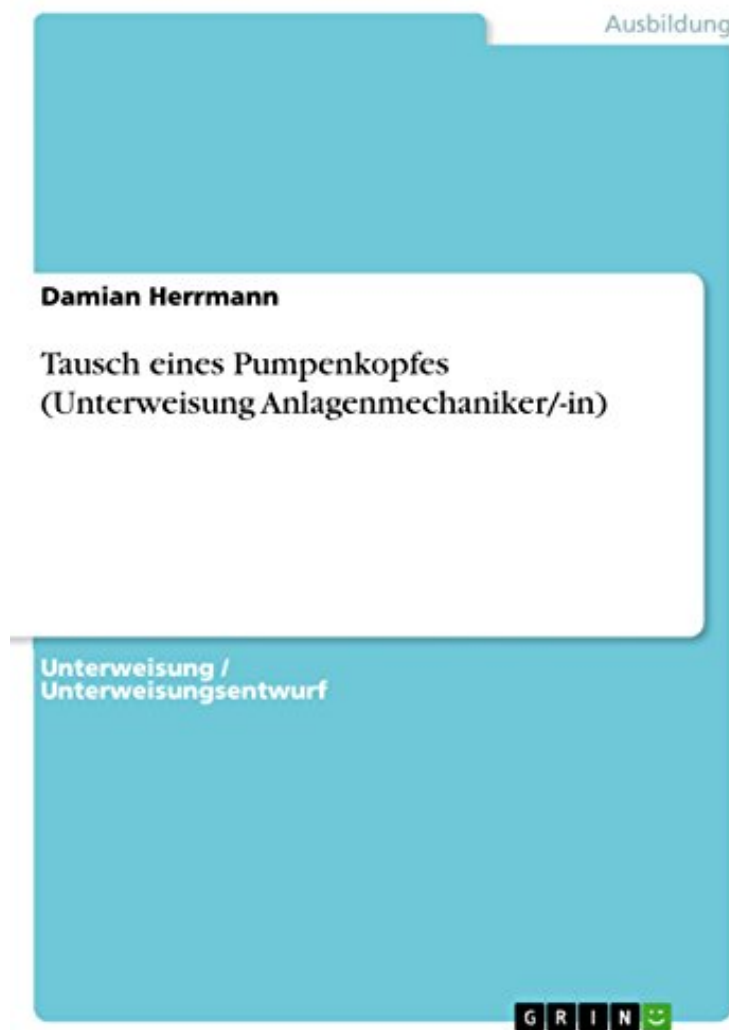 Ausbildung
Damian Herrmann
Tausch eines Pumpenkopfes
(Unterweisung Anlagenmechaniker/-in)
Unterweisung /
Unterweisungsentwurf
GRIN